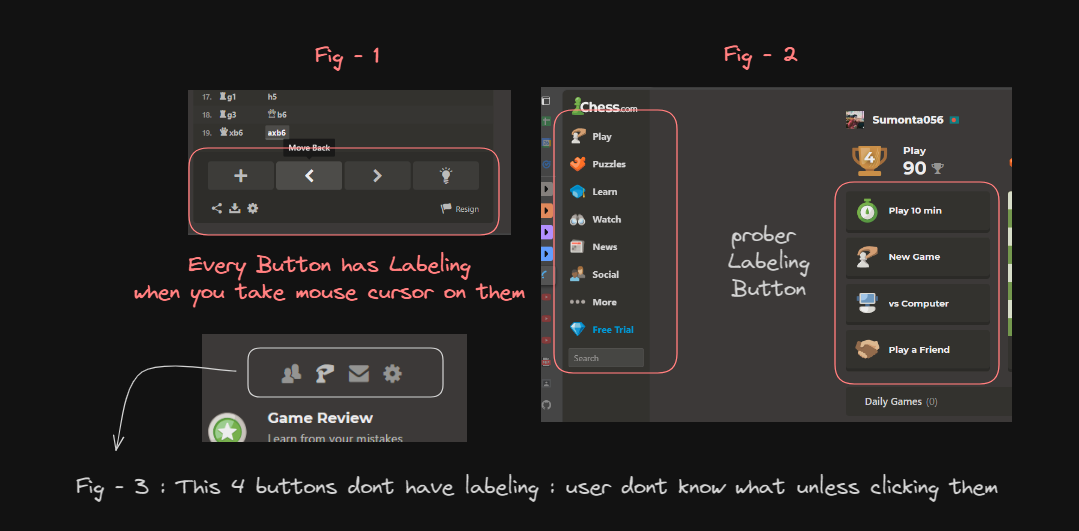 Fig - 1
Fig - 2
17. g1 h5
18. g3 b6
19. xb6 axb6
Move Back
Resign
Every Button has Labeling
when you take mouse cursor on them
Chess.com
Play
Puzzles
Learn
Watch
News
Social
More
Free Trial
Search
prober
Labeling
Button
Sumonta056
4
Play
90
Play 10 min
New Game
vs Computer
Play a Friend
Daily Games (0)
Game Review
Learn from your mistakes
Fig - 3 : This 4 buttons dont have labeling : user dont know what unless clicking them